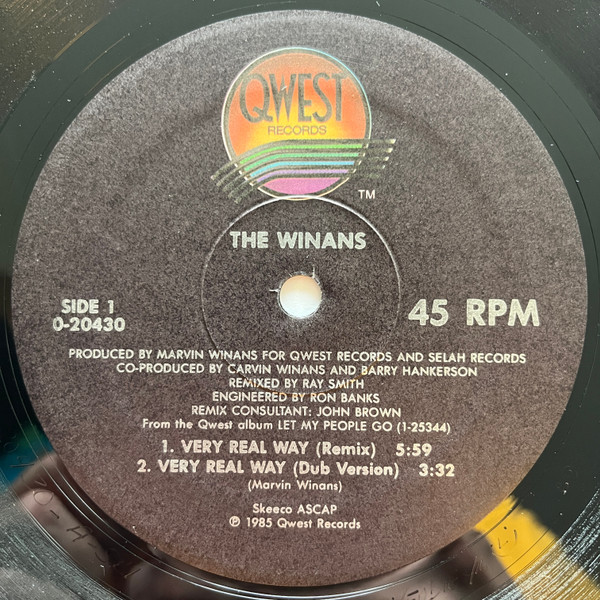 QWEST
RECORDS
TM
THE WINANS
SIDE 1
0-20430
45 RPM
PRODUCED BY MARVIN WINANS FOR QWEST RECORDS AND SELAH RECORDS
CO-PRODUCED BY CARVIN WINANS AND BARRY HANKERSON
REMIXED BY RAY SMITH
ENGINEERED BY RON BANKS
REMIX CONSULTANT: JOHN BROWN
From the Qwest album LET MY PEOPLE GO (1-25344)
1. VERY REAL WAY (Remix) 5:59
2. VERY REAL WAY (Dub Version) 3:32
(Marvin Winans)
Skeeco ASCAP
℗ 1985 Qwest Records